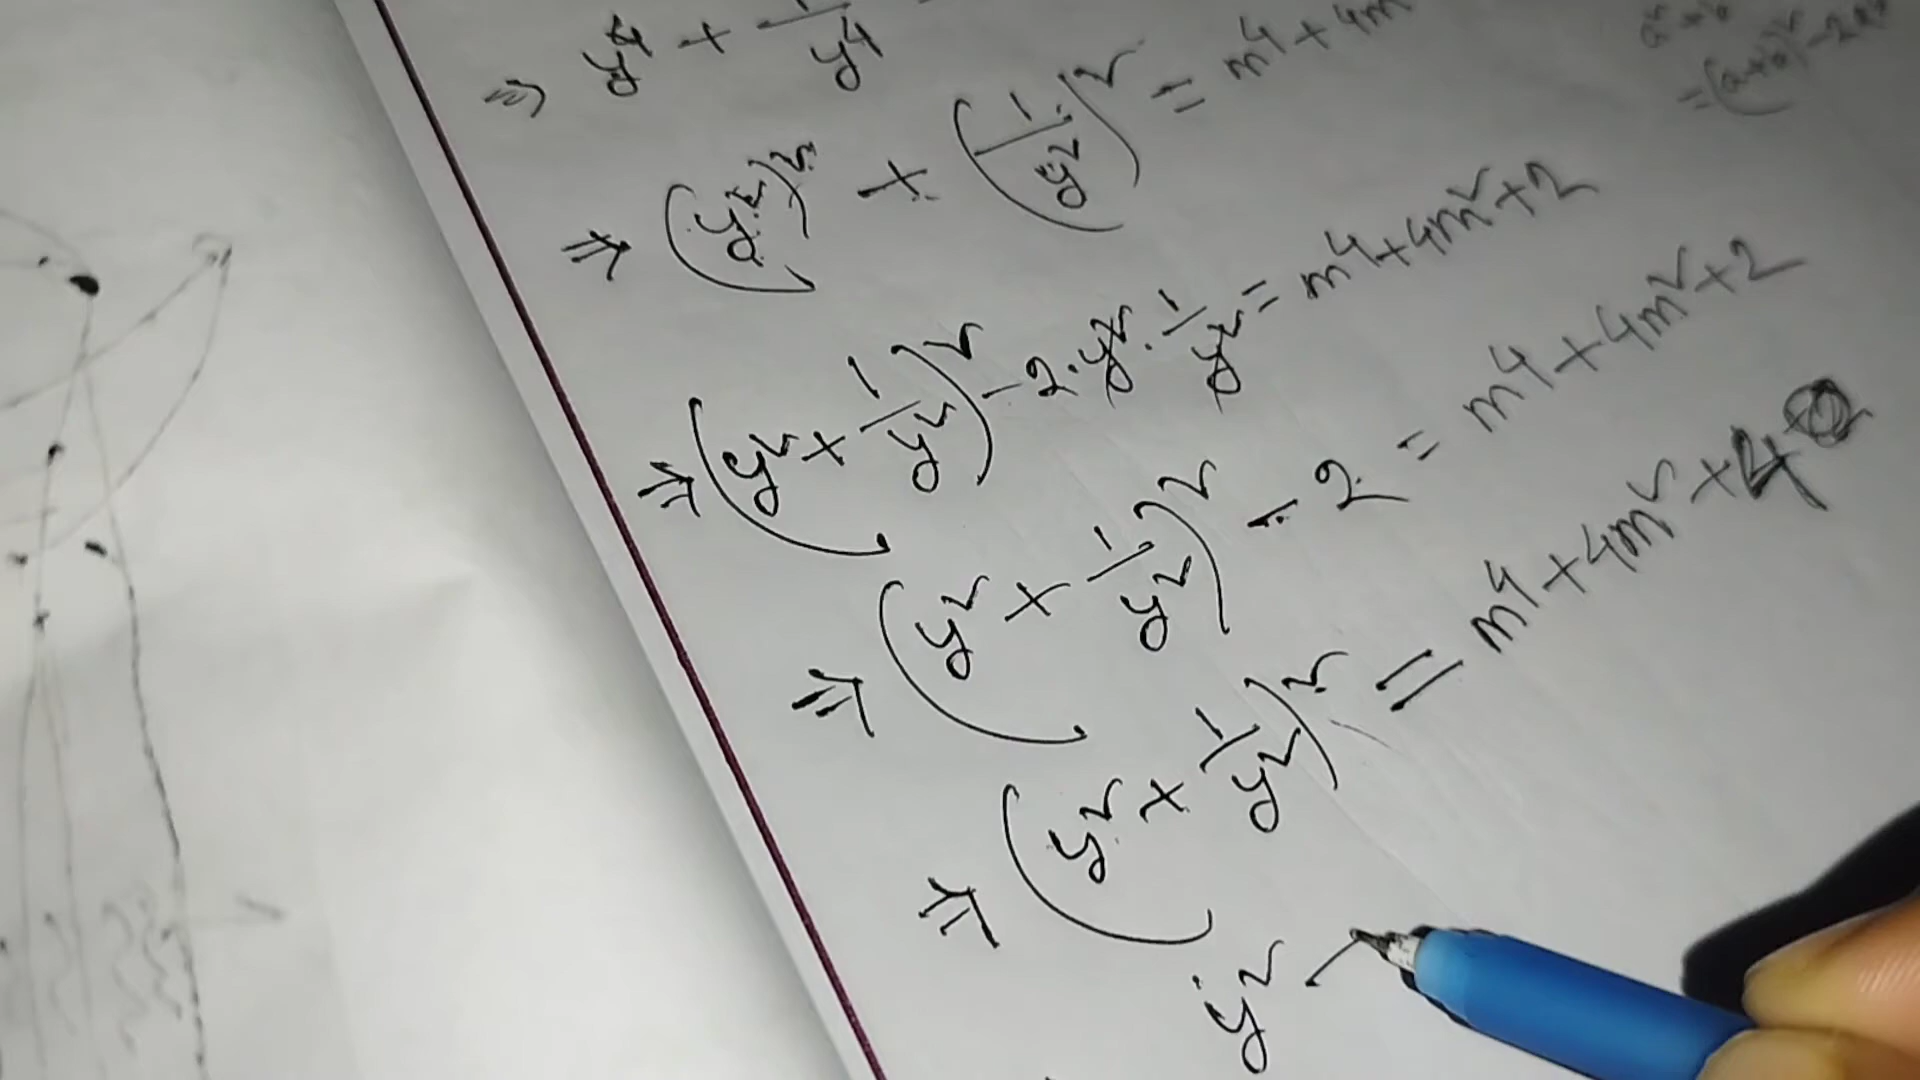 ⇒ y⁴ + 1/y⁴
⇒ (y²)² + (1/y²)² = m⁴ + 4m
⇒ (y² + 1/y²)² - 2·y²·1/y² = m⁴ + 4m² + 2
⇒ (y² + 1/y²)² - 2 = m⁴ + 4m² + 2
⇒ (y² + 1/y²)² = m⁴ + 4m² + 4
y²
= (a+b)² - 2